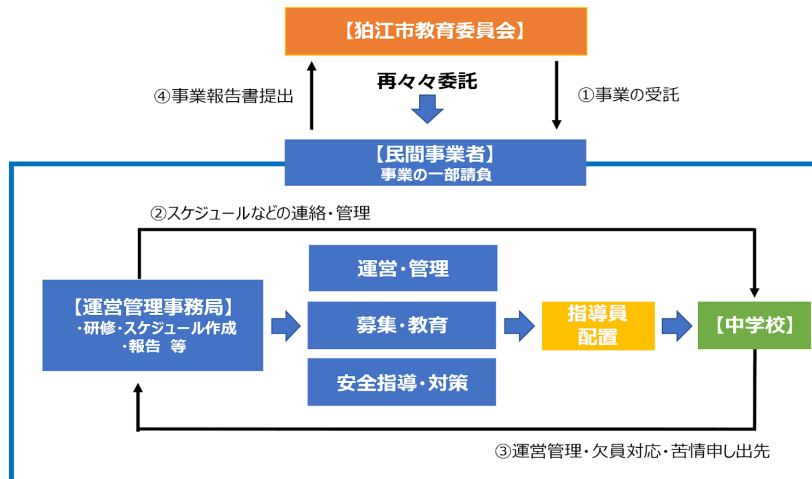 【狛江市教育委員会】
④事業報告書提出
再々々委託
①事業の受託
【民間事業者】
事業の一部請負
②スケジュールなどの連絡・管理
【運営管理事務局】
・研修・スケジュール作成
・報告 等
運営・管理
募集・教育
安全指導・対策
指導員
配置
【中学校】
③運営管理・欠員対応・苦情申し出先